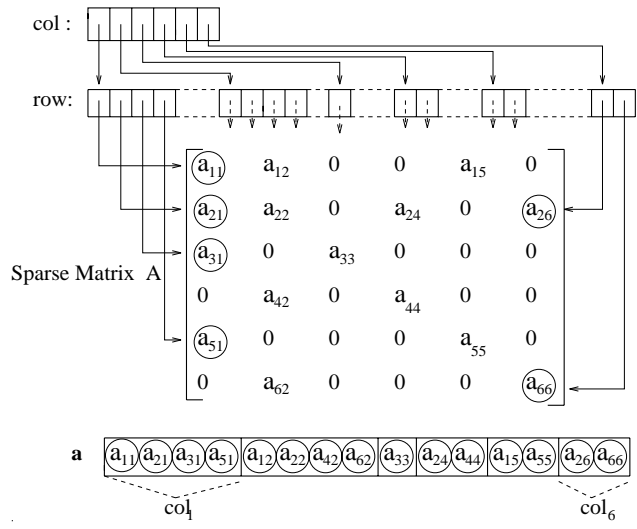 col :
row:
a₁₁ a₁₂ 0 0 a₁₅ 0
a₂₁ a₂₂ 0 a₂₄ 0 a₂₆
a₃₁ 0 a₃₃ 0 0 0
Sparse Matrix A
0 a₄₂ 0 a₄₄ 0 0
a₅₁ 0 0 0 a₅₅ 0
0 a₆₂ 0 0 0 a₆₆
a a₁₁ a₂₁ a₃₁ a₅₁ a₁₂ a₂₂ a₄₂ a₆₂ a₃₃ a₂₄ a₄₄ a₁₅ a₅₅ a₂₆ a₆₆
col₁ col₆